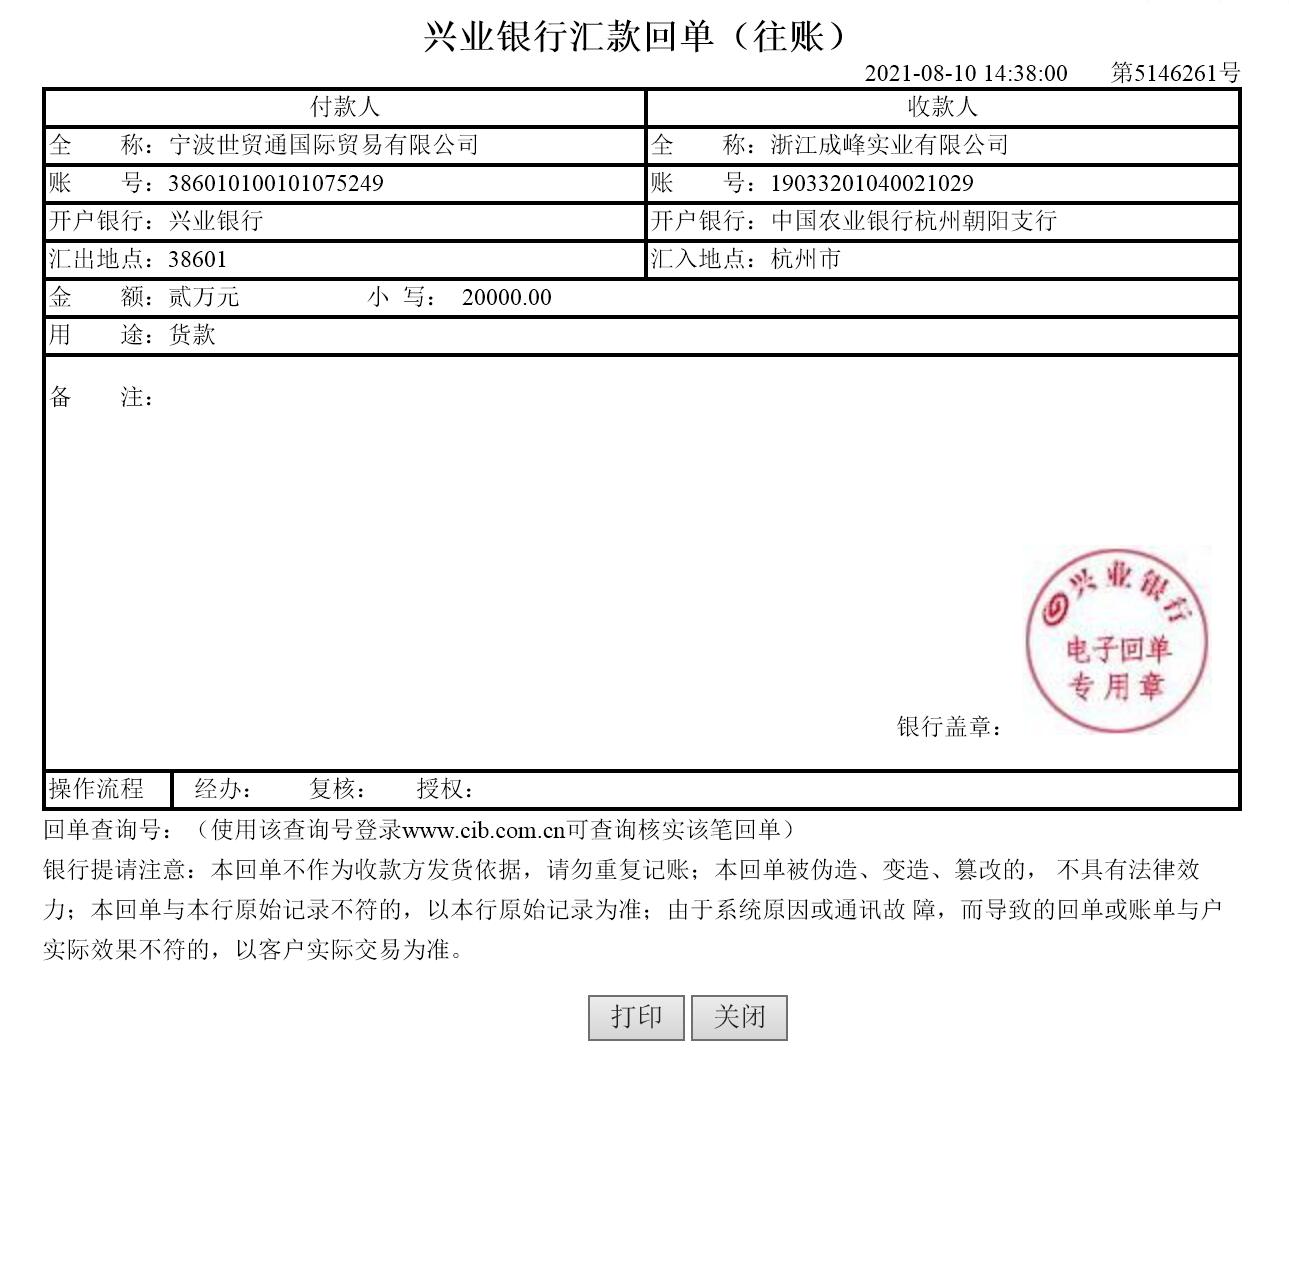 兴业银行汇款回单（往账）
2021-08-10 14:38:00 第5146261号
付款人 收款人
全 称：宁波世贸通国际贸易有限公司 全 称：浙江成峰实业有限公司
账 号：386010100101075249 账 号：19033201040021029
开户银行：兴业银行 开户银行：中国农业银行杭州朝阳支行
汇出地点：38601 汇入地点：杭州市
金 额：贰万元 小 写： 20000.00
用 途：货款
备 注：
兴业银行
电子回单
专用章
银行盖章：
操作流程 经办： 复核： 授权：
回单查询号：（使用该查询号登录www.cib.com.cn可查询核实该笔回单）
银行提请注意：本回单不作为收款方发货依据，请勿重复记账；本回单被伪造、变造、篡改的， 不具有法律效
力；本回单与本行原始记录不符的，以本行原始记录为准；由于系统原因或通讯故 障，而导致的回单或账单与户
实际效果不符的，以客户实际交易为准。
打印 关闭